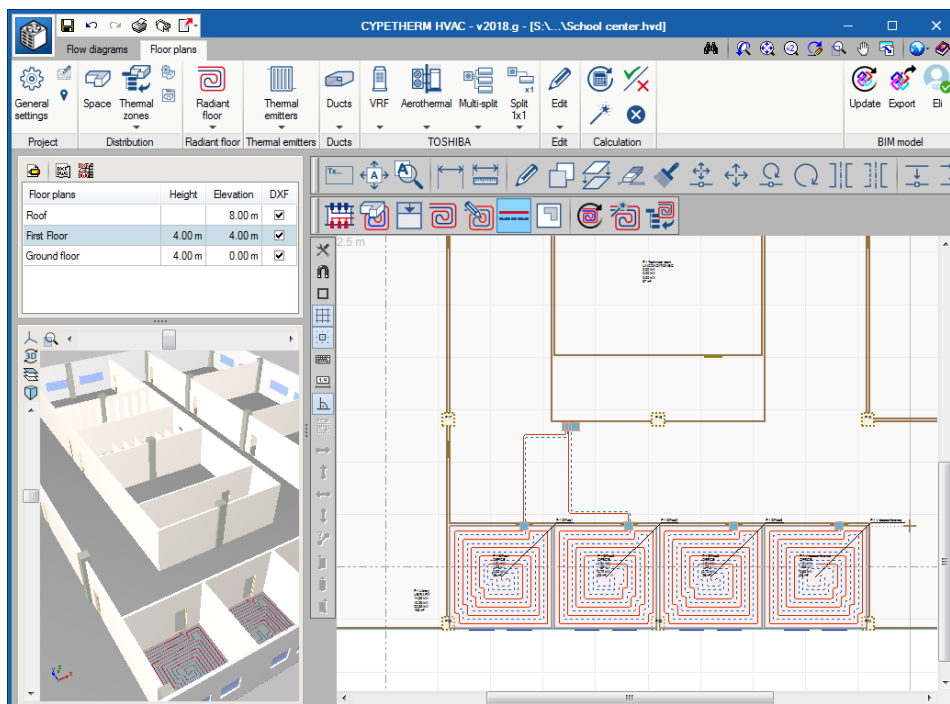 CYPETHERM HVAC - v2018.g - [S:\...\School center.hvd]
Flow diagrams Floor plans
General settings
Space
Thermal zones
Radiant floor
Thermal emitters
Ducts
VRF
Aerothermal
Multi-split
Split 1x1
x1
Edit
Update
Export
Eli
Project Distribution Radiant floor Thermal emitters Ducts TOSHIBA Edit Calculation BIM model
Floor plans Height Elevation DXF
Roof 8.00 m
First Floor 4.00 m 4.00 m
Ground floor 4.00 m 0.00 m
2.5 m
3D